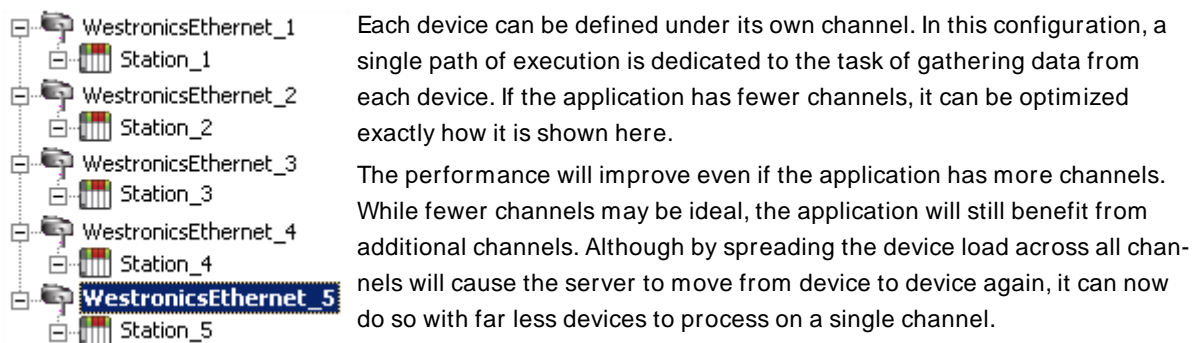 WestronicsEthernet_1
Station_1
WestronicsEthernet_2
Station_2
WestronicsEthernet_3
Station_3
WestronicsEthernet_4
Station_4
WestronicsEthernet_5
Station_5
Each device can be defined under its own channel. In this configuration, a
single path of execution is dedicated to the task of gathering data from
each device. If the application has fewer channels, it can be optimized
exactly how it is shown here.
The performance will improve even if the application has more channels.
While fewer channels may be ideal, the application will still benefit from
additional channels. Although by spreading the device load across all chan-
nels will cause the server to move from device to device again, it can now
do so with far less devices to process on a single channel.